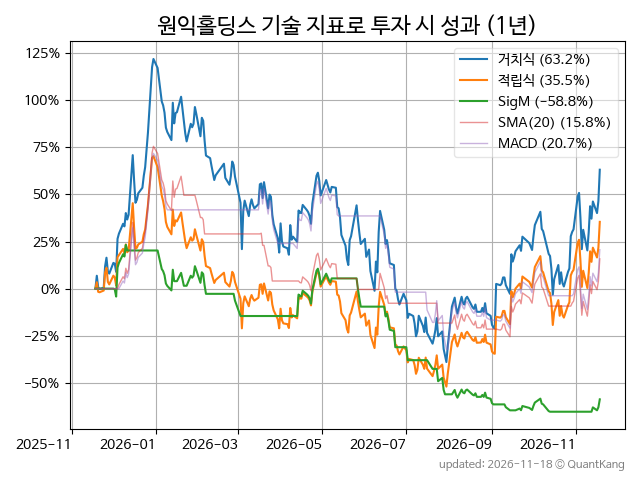 원익홀딩스 기술 지표로 투자 시 성과 (1년)
거치식 (63.2%)
적립식 (35.5%)
SigM (−58.8%)
SMA(20) (15.8%)
MACD (20.7%)
125%
100%
75%
50%
25%
0%
−25%
−50%
2025-11
2026-01
2026-03
2026-05
2026-07
2026-09
2026-11
updated: 2026-11-18 ⓒ QuantKang